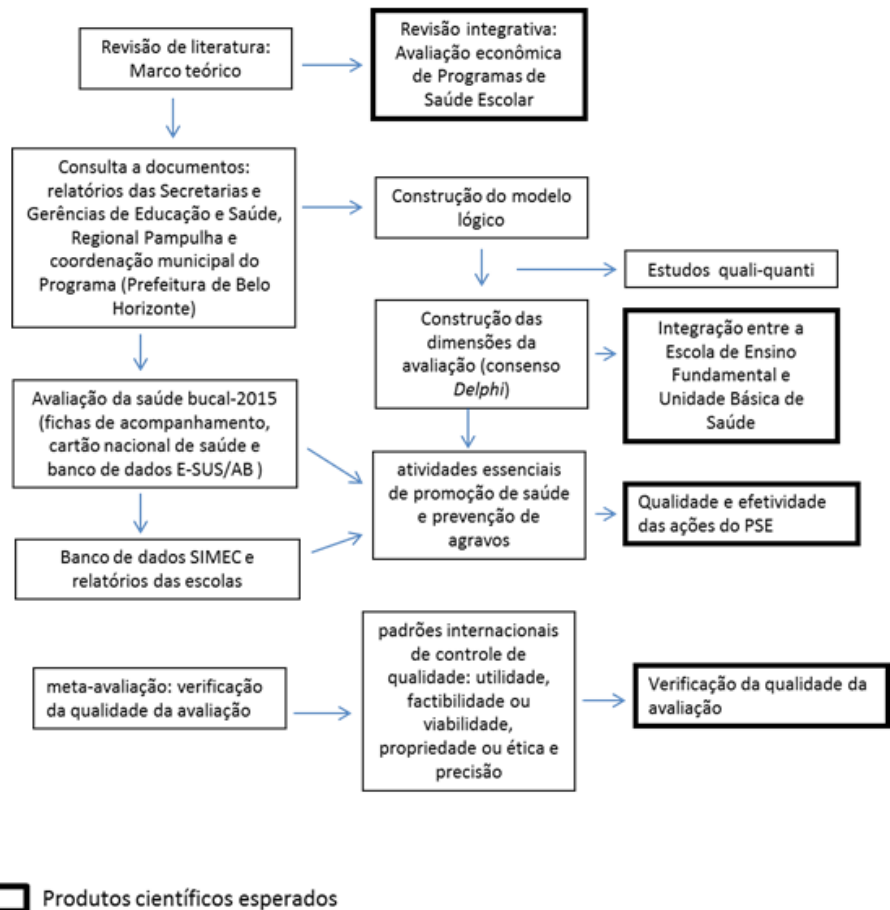 Revisão de literatura:
Marco teórico
Revisão integrativa:
Avaliação econômica
de Programas de
Saúde Escolar
Consulta a documentos:
relatórios das Secretarias e
Gerências de Educação e Saúde,
Regional Pampulha e
coordenação municipal do
Programa (Prefeitura de Belo
Horizonte)
Construção do modelo
lógico
Estudos quali-quanti
Construção das
dimensões da
avaliação (consenso
Delphi)
Integração entre a
Escola de Ensino
Fundamental e
Unidade Básica de
Saúde
Avaliação da saúde bucal-2015
(fichas de acompanhamento,
cartão nacional de saúde e
banco de dados E-SUS/AB )
atividades essenciais
de promoção de saúde
e prevenção de
agravos
Qualidade e efetividade
das ações do PSE
Banco de dados SIMEC e
relatórios das escolas
meta-avaliação: verificação
da qualidade da avaliação
padrões internacionais
de controle de
qualidade: utilidade,
factibilidade ou
viabilidade,
propriedade ou ética e
precisão
Verificação da qualidade da
avaliação
Produtos científicos esperados